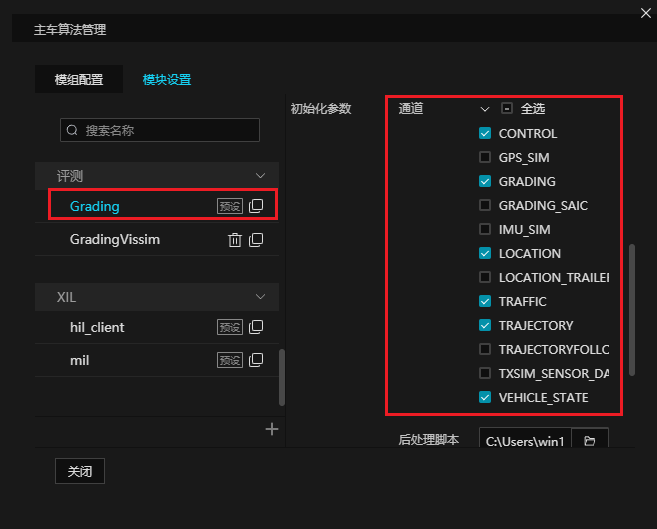 主车算法管理
模组配置
模块设置
搜索名称
评测
Grading
预设
GradingVissim
XIL
hil_client
预设
mil
预设
关闭
初始化参数
通道
全选
CONTROL
GPS_SIM
GRADING
GRADING_SAIC
IMU_SIM
LOCATION
LOCATION_TRAILER
TRAFFIC
TRAJECTORY
TRAJECTORYFOLLC
TXSIM_SENSOR_DA
VEHICLE_STATE
后处理脚本
C:\Users\win1